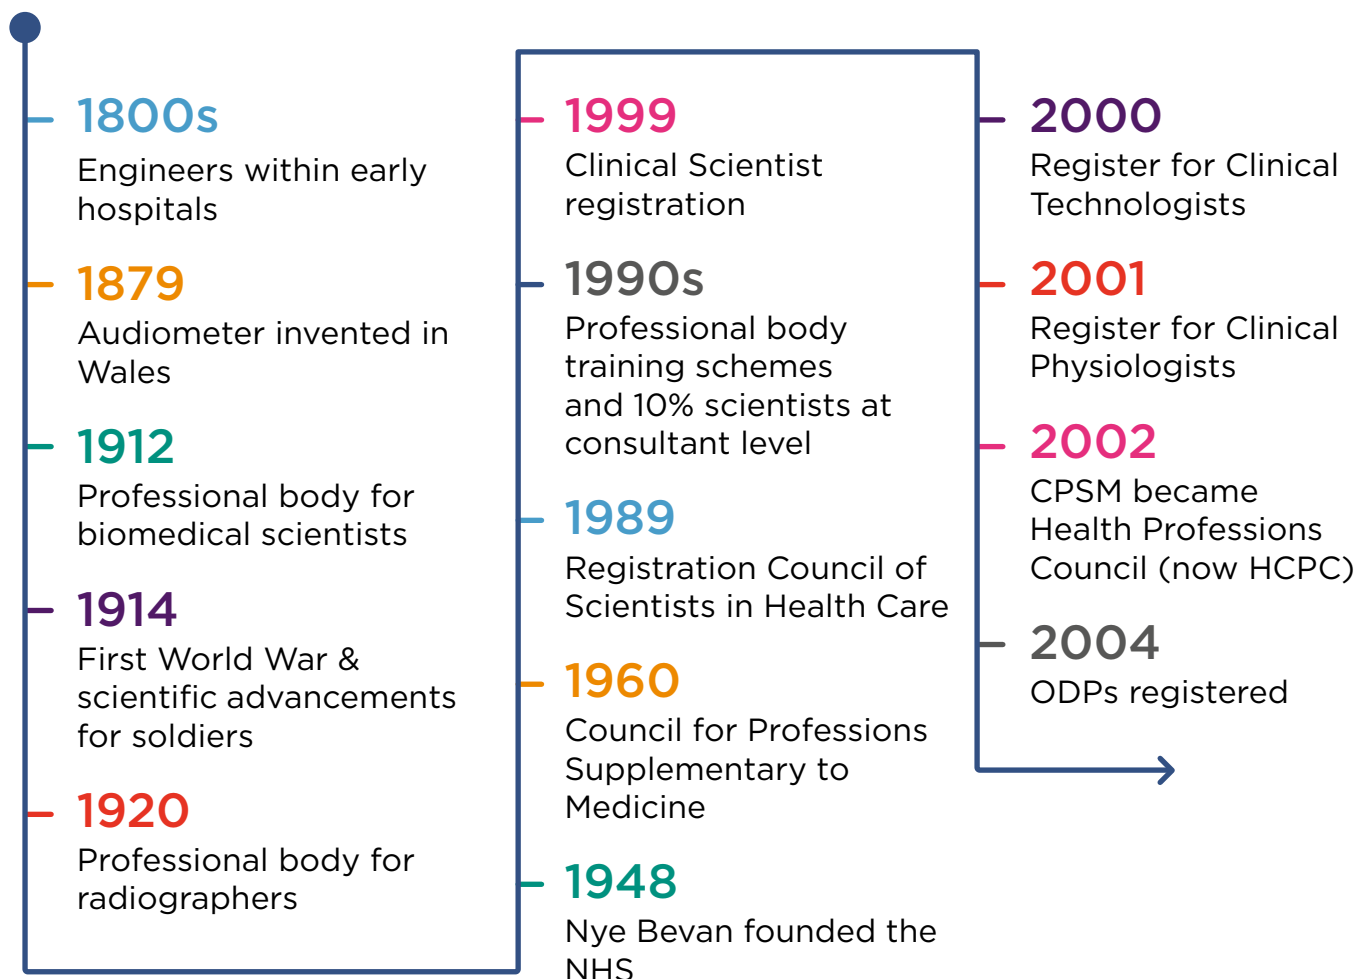 1800s
Engineers within early
hospitals
1879
Audiometer invented in
Wales
1912
Professional body for
biomedical scientists
1914
First World War &
scientific advancements
for soldiers
1920
Professional body for
radiographers
1999
Clinical Scientist
registration
1990s
Professional body
training schemes
and 10% scientists at
consultant level
1989
Registration Council of
Scientists in Health Care
1960
Council for Professions
Supplementary to
Medicine
1948
Nye Bevan founded the
NHS
2000
Register for Clinical
Technologists
2001
Register for Clinical
Physiologists
2002
CPSM became
Health Professions
Council (now HCPC)
2004
ODPs registered